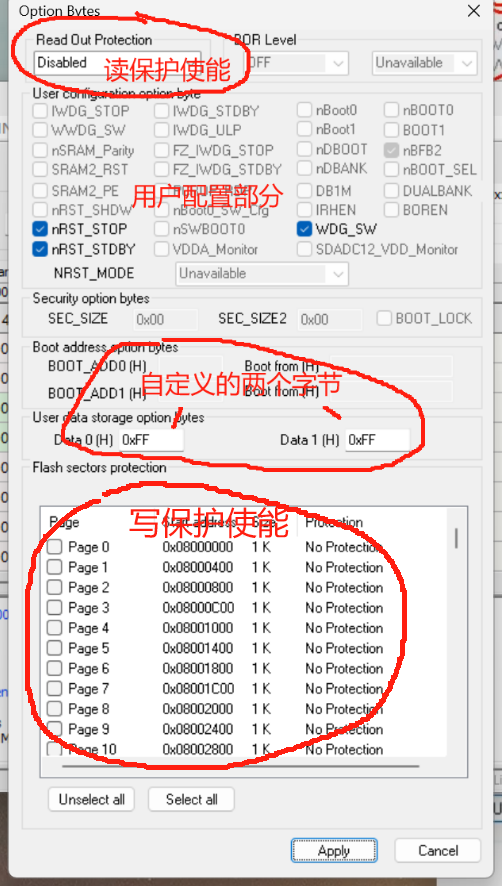 Option Bytes
Read Out Protection
BOR Level
Disabled
读保护使能
FF
Unavailable
User configuration option byte
IWDG_STOP
IWDG_STDBY
nBoot0
nBOOT0
WWDG_SW
IWDG_ULP
nBoot1
BOOT1
nSRAM_Parity
FZ_IWDG_STOP
nDBOOT
nBFB2
SRAM2_RST
FZ_IWDG_STDBY
nDBANK
nBOOT_SEL
SRAM2_PE
用户配置部分
DB1M
DUALBANK
nRST_SHDW
nBoot0_SW_Cfg
IRHEN
BOREN
nRST_STOP
nSWBOOT0
WDG_SW
nRST_STDBY
VDDA_Monitor
SDADC12_VDD_Monitor
NRST_MODE
Unavailable
Security option bytes
SEC_SIZE
0x00
SEC_SIZE2
0x00
BOOT_LOCK
Boot address option bytes
BOOT_ADD0 (H)
Boot from (H)
自定义的两个字节
BOOT_ADD1 (H)
Boot from (H)
User data storage option bytes
Data 0 (H)
0xFF
Data 1 (H)
0xFF
Flash sectors protection
写保护使能
Page
Start address
Size
Protection
Page 0 0x08000000 1 K No Protection
Page 1 0x08000400 1 K No Protection
Page 2 0x08000800 1 K No Protection
Page 3 0x08000C00 1 K No Protection
Page 4 0x08001000 1 K No Protection
Page 5 0x08001400 1 K No Protection
Page 6 0x08001800 1 K No Protection
Page 7 0x08001C00 1 K No Protection
Page 8 0x08002000 1 K No Protection
Page 9 0x08002400 1 K No Protection
Page 10 0x08002800 1 K No Protection
Unselect all
Select all
Apply
Cancel